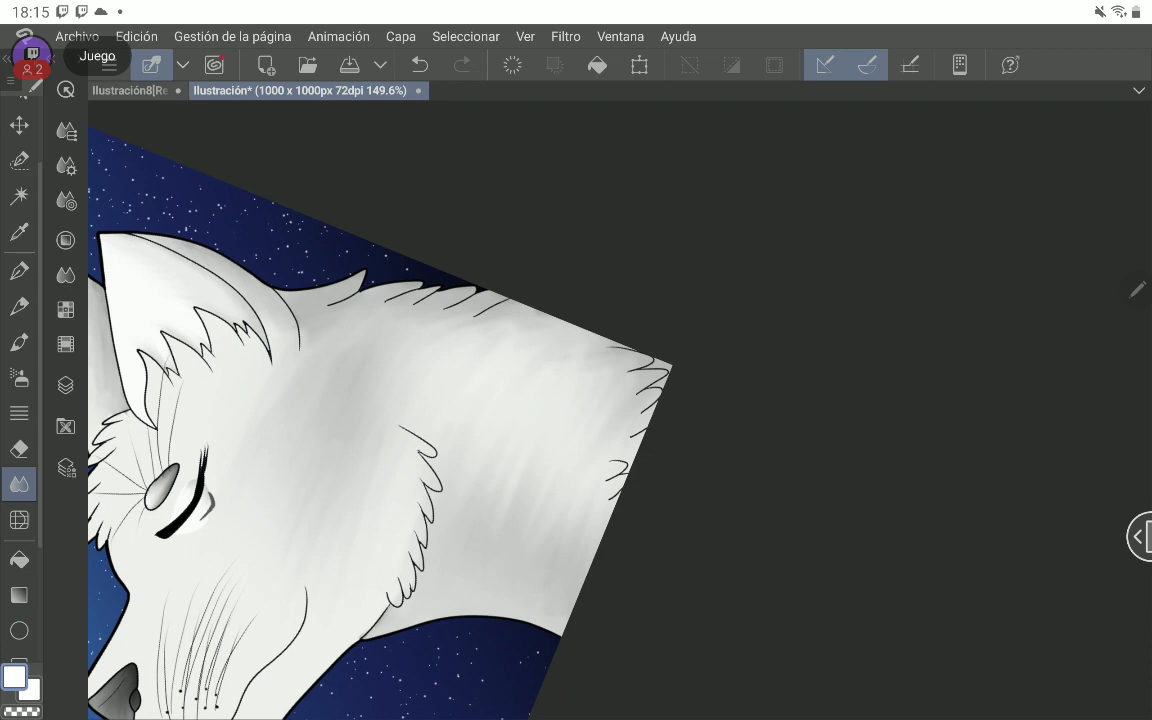 18:15
Archivo Edición Gestión de la página Animación Capa Seleccionar Ver Filtro Ventana Ayuda
Juego
2
Ilustración8[Re Ilustración* (1000 x 1000px 72dpi 149.6%)